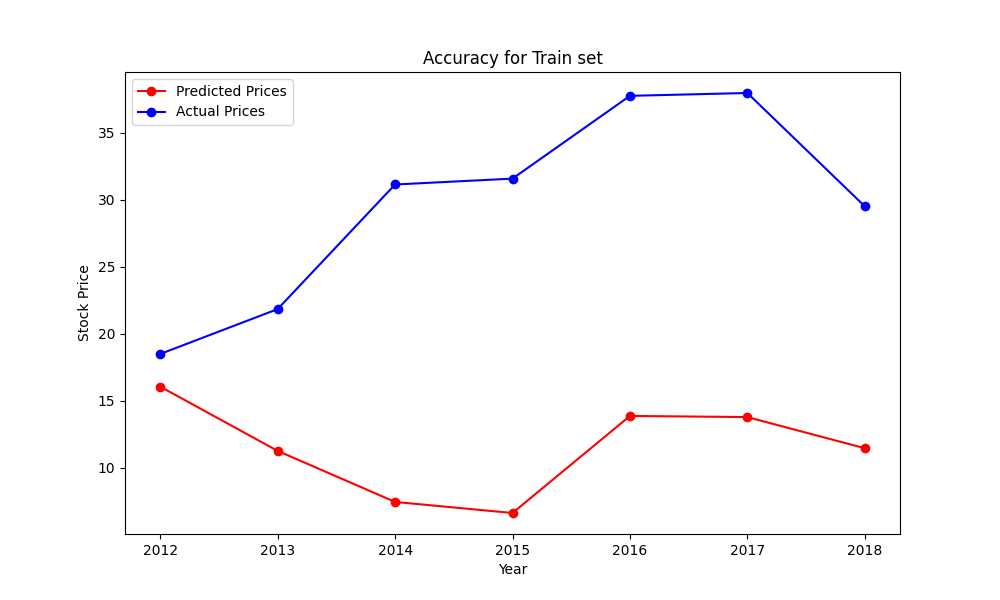 Accuracy for Train set
Predicted Prices
Actual Prices
35
30
25
20
15
10
Stock Price
2012 2013 2014 2015 2016 2017 2018
Year